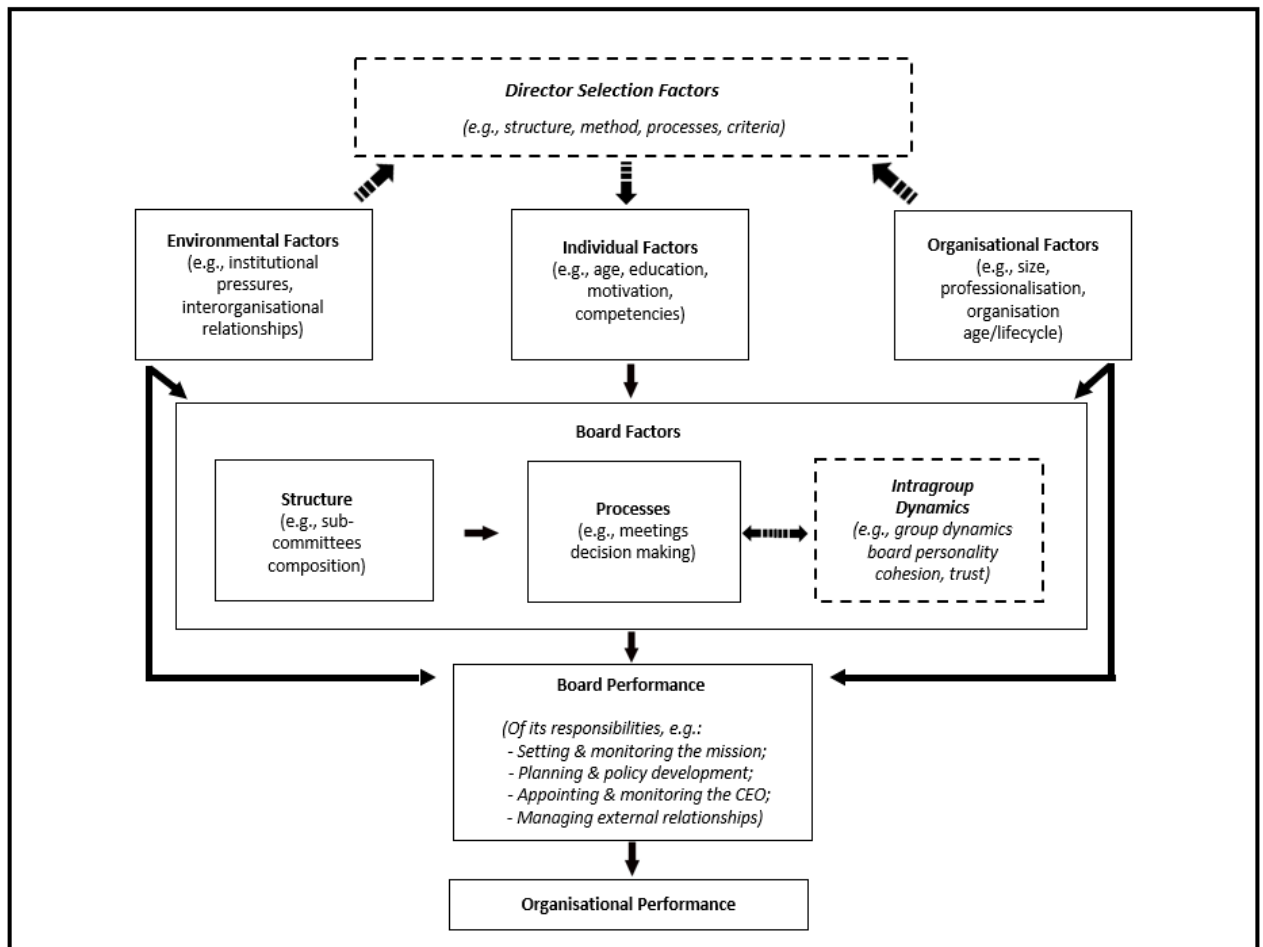 Director Selection Factors
(e.g., structure, method, processes, criteria)
Environmental Factors
(e.g., institutional
pressures,
interorganisational
relationships)
Individual Factors
(e.g., age, education,
motivation,
competencies)
Organisational Factors
(e.g., size,
professionalisation,
organisation
age/lifecycle)
Board Factors
Structure
(e.g., sub-
committees
composition)
Processes
(e.g., meetings
decision making)
Intragroup
Dynamics
(e.g., group dynamics
board personality
cohesion, trust)
Board Performance
(Of its responsibilities, e.g.:
- Setting & monitoring the mission;
- Planning & policy development;
- Appointing & monitoring the CEO;
- Managing external relationships)
Organisational Performance